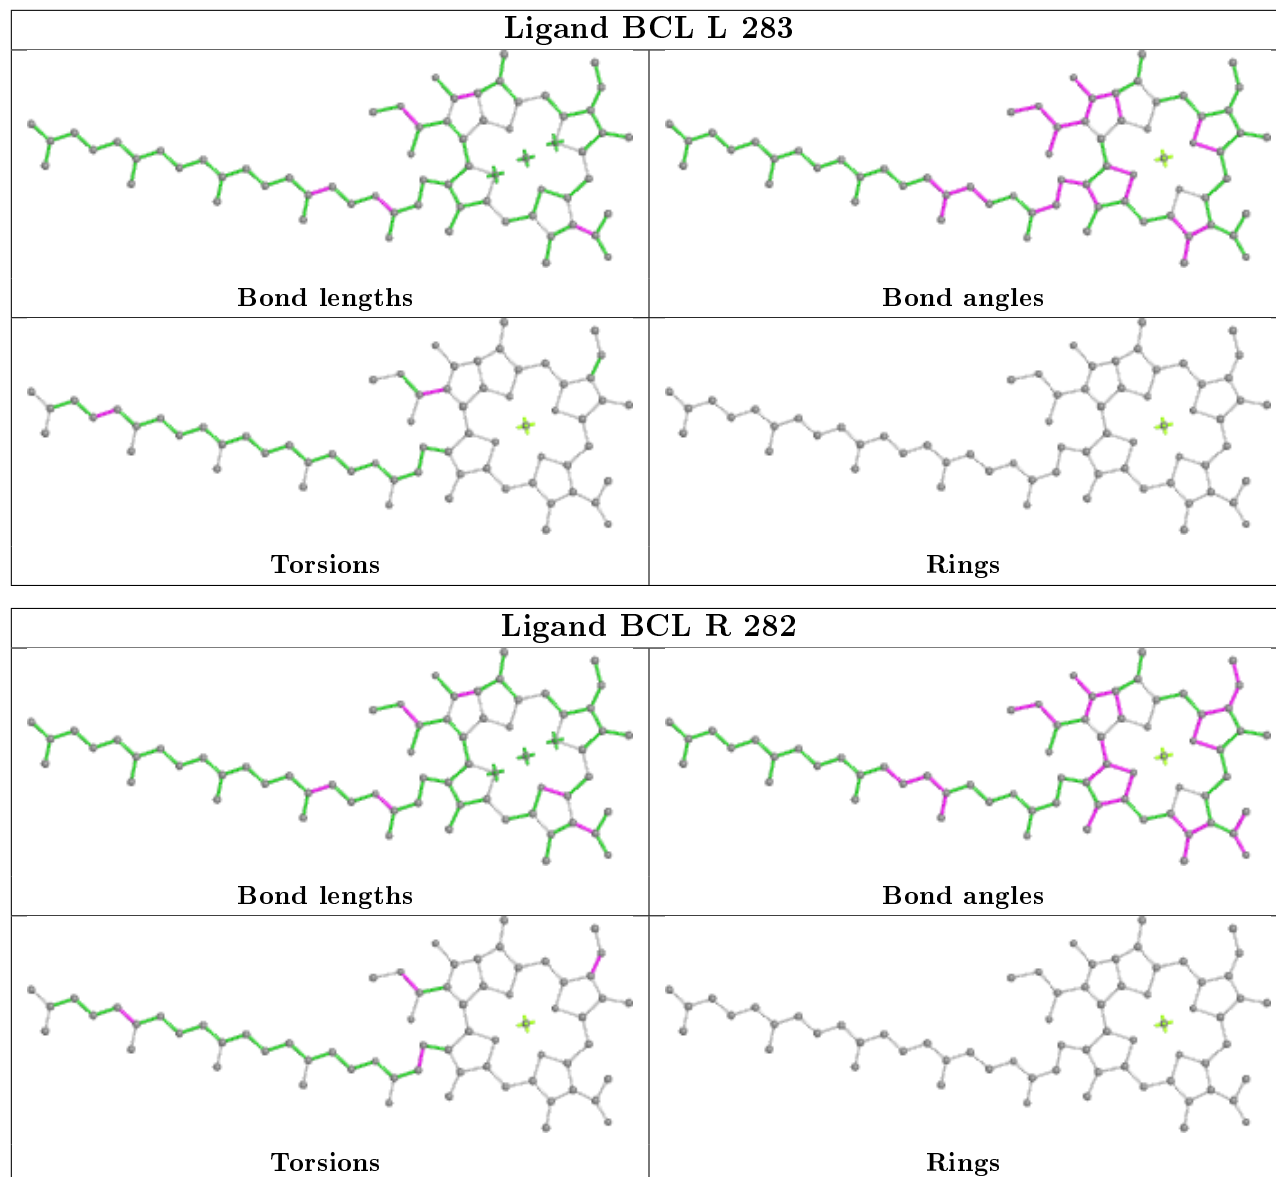 Ligand BCL L 283
Bond lengths
Bond angles
Torsions
Rings
Ligand BCL R 282
Bond lengths
Bond angles
Torsions
Rings